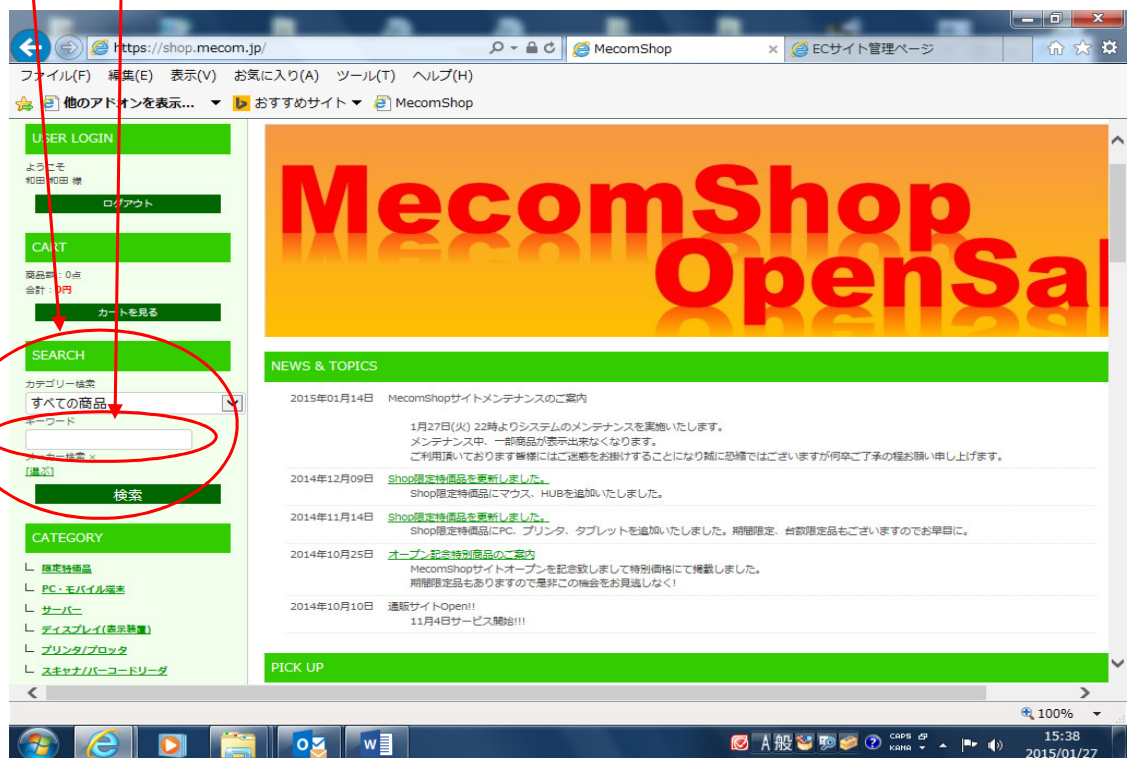 https://shop.mecom.jp/
MecomShop
ECサイト管理ページ
ファイル(F) 編集(E) 表示(V) お気に入り(A) ツール(T) ヘルプ(H)
他のアドオンを表示... おすすめサイト MecomShop
USER LOGIN
ようこそ
和田 和田 様
ログアウト
CART
商品数：0点
合計：0円
カートを見る
SEARCH
カテゴリー検索
すべての商品
キーワード
メーカー検索 ×
[選ぶ]
検索
CATEGORY
限定特価品
PC・モバイル端末
サーバー
ディスプレイ(表示装置)
プリンタ/プロッタ
スキャナ/バーコードリーダ
MecomShop
OpenSal
NEWS & TOPICS
2015年01月14日 MecomShopサイトメンテナンスのご案内
1月27日(火) 22時よりシステムのメンテナンスを実施いたします。
メンテナンス中、一部商品が表示出来なくなります。
ご利用頂いております皆様にはご迷惑をお掛けすることになり誠に恐縮ではございますが何卒ご了承の程お願い申し上げます。
2014年12月09日 Shop限定特価品を更新しました。
Shop限定特価品にマウス、HUBを追加いたしました。
2014年11月14日 Shop限定特価品を更新しました。
Shop限定特価品にPC、プリンタ、タブレットを追加いたしました。期間限定、台数限定品もございますのでお早目に。
2014年10月25日 オープン記念特別商品のご案内
MecomShopサイトオープンを記念致しまして特別価格にて掲載しました。
期間限定品もありますので是非この機会をお見逃しなく!
2014年10月10日 通販サイトOpen!!
11月4日サービス開始!!!
PICK UP
100%
A 般
CAPS
KANA
15:38
2015/01/27